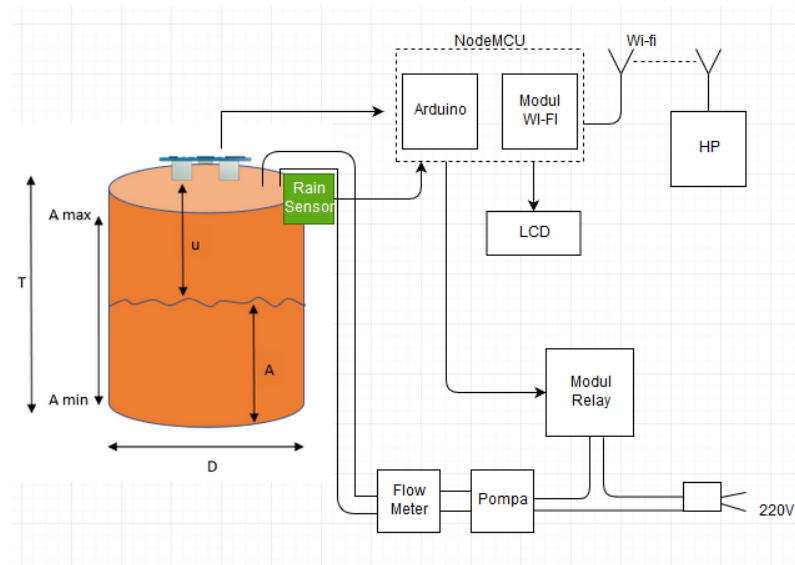 NodeMCU
Wi-fi
Arduino
Modul
WI-FI
HP
Rain
Sensor
A max
u
LCD
T
A
Modul
Relay
A min
D
Flow
Meter
Pompa
220V